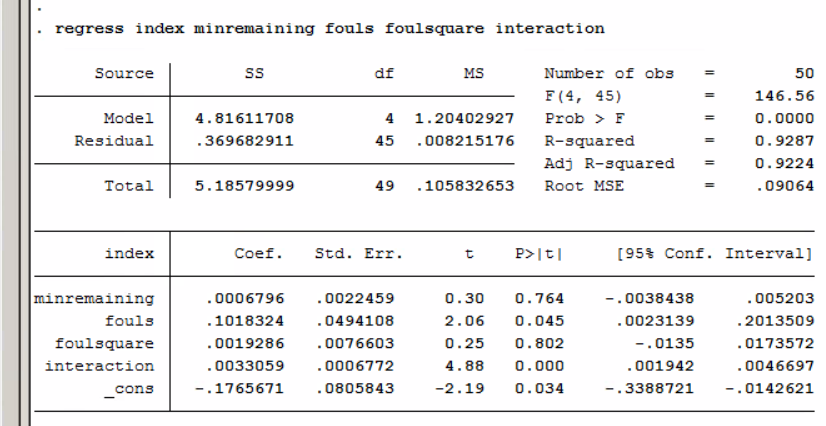 .
. regress index minremaining fouls foulsquare interaction
Source SS df MS Number of obs = 50
F(4, 45) = 146.56
Model 4.81611708 4 1.20402927 Prob > F = 0.0000
Residual .369682911 45 .008215176 R-squared = 0.9287
Adj R-squared = 0.9224
Total 5.18579999 49 .105832653 Root MSE = .09064
index Coef. Std. Err. t P>|t| [95% Conf. Interval]
minremaining .0006796 .0022459 0.30 0.764 -.0038438 .005203
fouls .1018324 .0494108 2.06 0.045 .0023139 .2013509
foulsquare .0019286 .0076603 0.25 0.802 -.0135 .0173572
interaction .0033059 .0006772 4.88 0.000 .001942 .0046697
_cons -.1765671 .0805843 -2.19 0.034 -.3388721 -.0142621